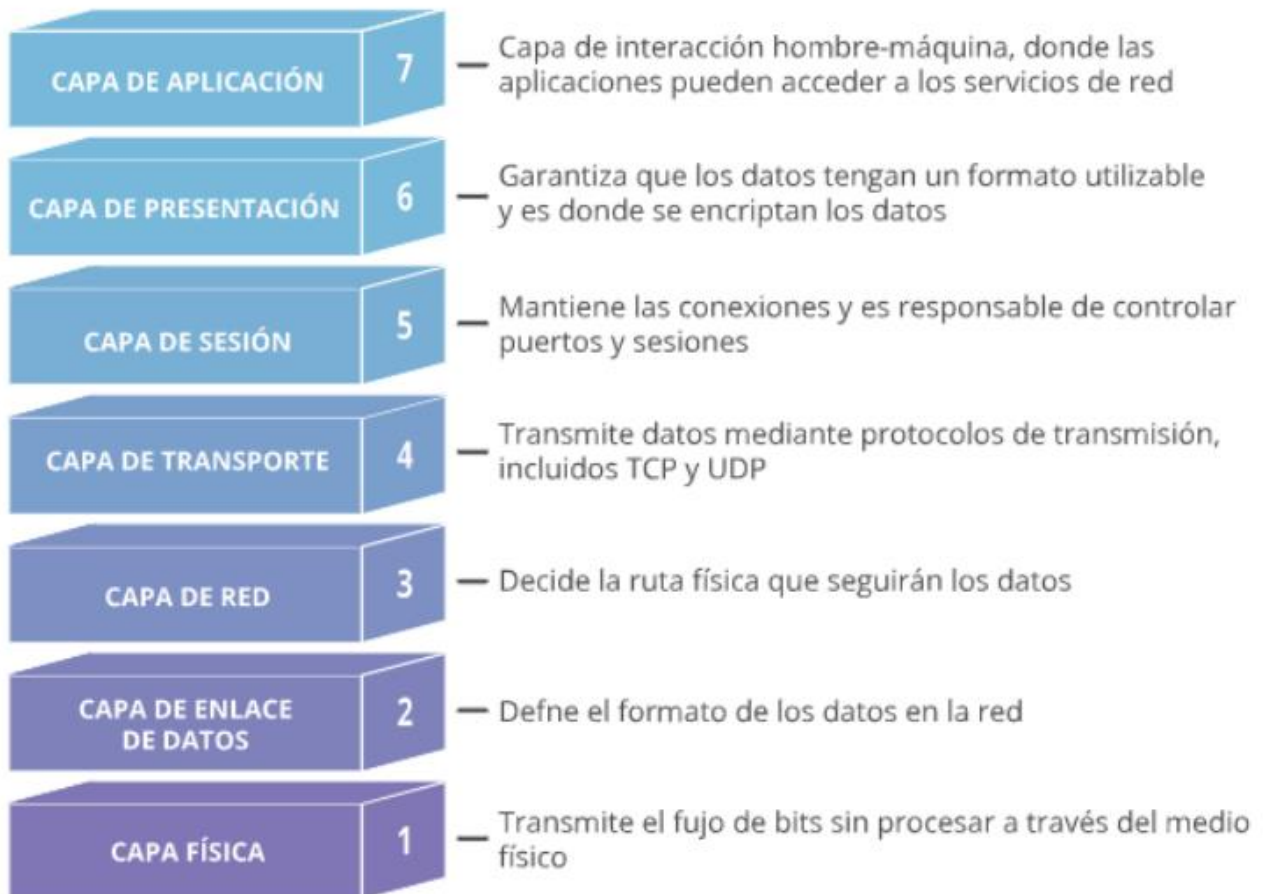 CAPA DE APLICACIÓN
7
Capa de interacción hombre-máquina, donde las
aplicaciones pueden acceder a los servicios de red
CAPA DE PRESENTACIÓN
6
Garantiza que los datos tengan un formato utilizable
y es donde se encriptan los datos
CAPA DE SESIÓN
5
Mantiene las conexiones y es responsable de controlar
puertos y sesiones
CAPA DE TRANSPORTE
4
Transmite datos mediante protocolos de transmisión,
incluidos TCP y UDP
CAPA DE RED
3
Decide la ruta física que seguirán los datos
CAPA DE ENLACE
DE DATOS
2
Defne el formato de los datos en la red
CAPA FÍSICA
1
Transmite el fujo de bits sin procesar a través del medio
físico